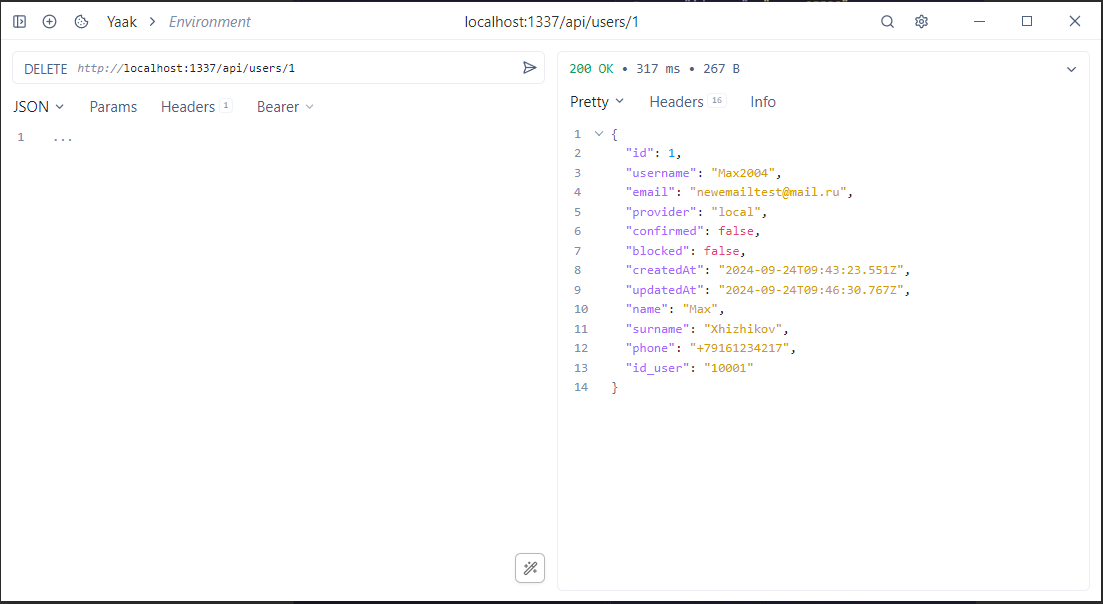 Yaak > Environment
localhost:1337/api/users/1
DELETE http://localhost:1337/api/users/1
JSON Params Headers 1 Bearer
1 ...
200 OK • 317 ms • 267 B
Pretty Headers 16 Info
1 {
2 "id": 1,
3 "username": "Max2004",
4 "email": "newemailtest@mail.ru",
5 "provider": "local",
6 "confirmed": false,
7 "blocked": false,
8 "createdAt": "2024-09-24T09:43:23.551Z",
9 "updatedAt": "2024-09-24T09:46:30.767Z",
10 "name": "Max",
11 "surname": "Xhizhikov",
12 "phone": "+79161234217",
13 "id_user": "10001"
14 }